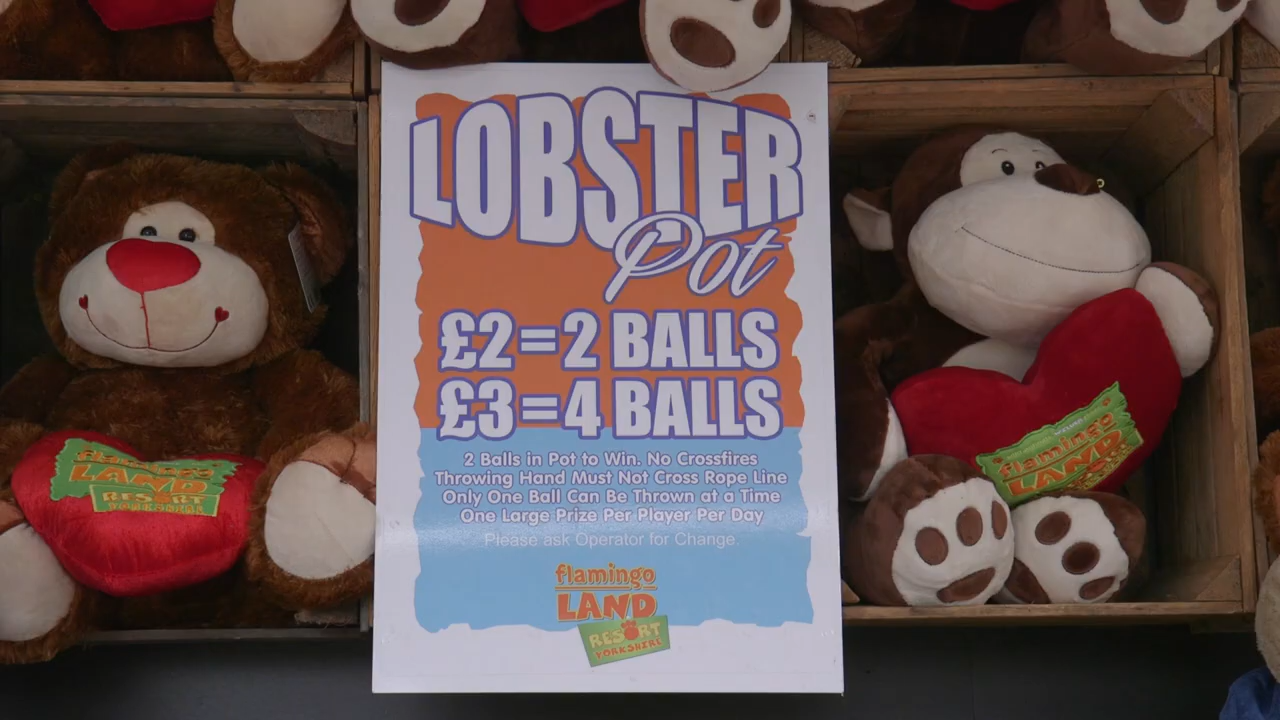 LOBSTER
Pot
£2=2 BALLS
£3=4 BALLS
2 Balls in Pot to Win. No Crossfires
Throwing Hand Must Not Cross Rope Line
Only One Ball Can Be Thrown at a Time
One Large Prize Per Player Per Day
Please ask Operator for Change.
flamingo
LAND
RESORT
YORKSHIRE
flamingo
LAND
RESORT
YORKSHIRE
flamingo
LAND